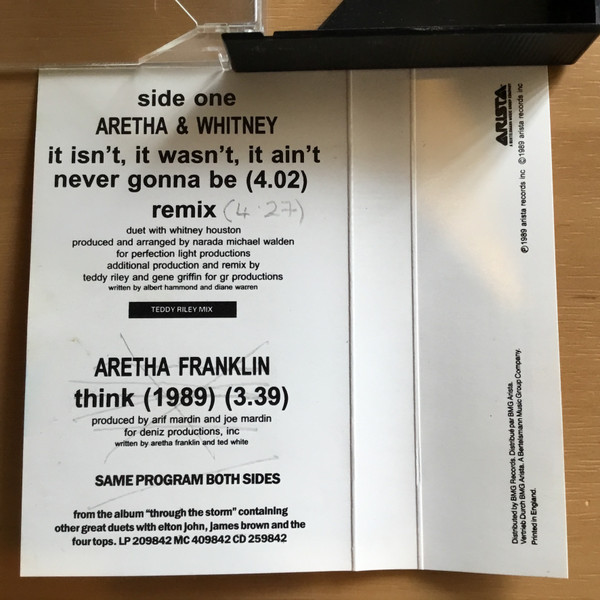 side one
ARETHA & WHITNEY
it isn't, it wasn't, it ain't
never gonna be (4.02)
remix (4.27)
duet with whitney houston
produced and arranged by narada michael walden
for perfection light productions
additional production and remix by
teddy riley and gene griffin for gr productions
written by albert hammond and diane warren
TEDDY RILEY MIX
ARETHA FRANKLIN
think (1989) (3.39)
produced by arif mardin and joe mardin
for deniz productions, inc
written by aretha franklin and ted white
SAME PROGRAM BOTH SIDES
from the album "through the storm" containing
other great duets with elton john, james brown and the
four tops. LP 209842 MC 409842 CD 259842
ARISTA
℗1989 arista records inc ©1989 arista records inc
Distributed by BMG Records. Distribué par BMG Ariola.
Vertrieb Durch BMG Ariola. A Bertelsmann Music Group Company.
Printed in England.